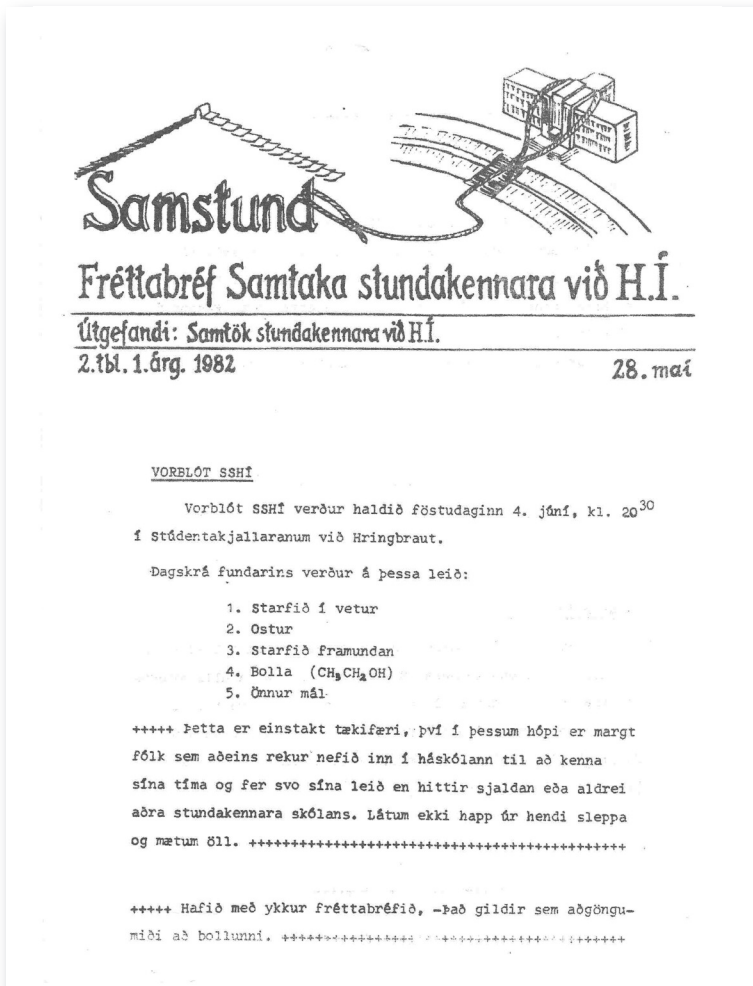 Samstund
Fréttabréf Samtaka stundakennara við H.Í.
Útgefandi: Samtök stundakennara við H.Í.
2.tbl. 1.árg. 1982
28. maí
VORBLÓT SSHÍ
Vorblót SSHÍ verður haldið föstudaginn 4. júní, kl. 20³⁰
í Stúdentakjallaranum við Hringbraut.
Dagskrá fundarins verður á þessa leið:
1. Starfið í vetur
2. Ostur
3. Starfið framundan
4. Bolla (CH₃CH₂OH)
5. Önnur mál
+++++ Þetta er einstakt tækifæri, því í þessum hópi er margt
fólk sem aðeins rekur nefið inn í háskólann til að kenna
sína tíma og fer svo sína leið en hittir sjaldan eða aldrei
aðra stundakennara skólans. Látum ekki happ úr hendi sleppa
og mætum öll. +++++++++++++++++++++++++++++++++++++++++++++
+++++ Hafið með ykkur fréttabréfið, -Það gildir sem aðgöngu-
miði að bollunni. +++++++++++++++++++++++++++++++++++++++++